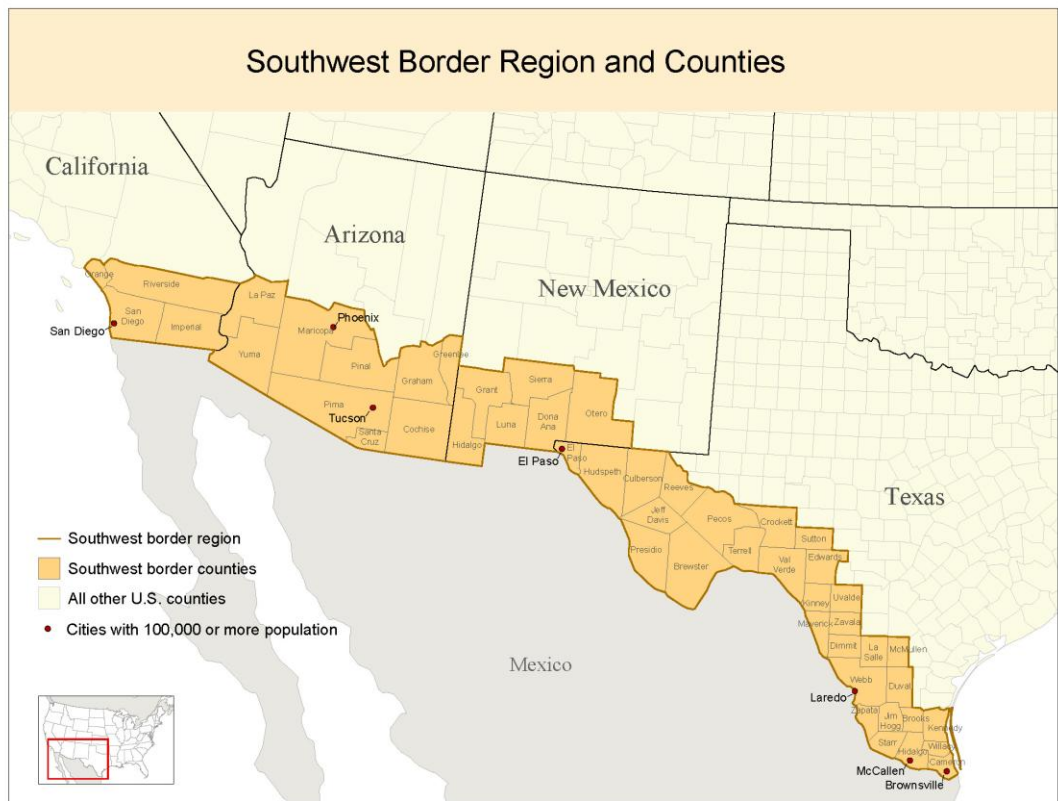 Southwest Border Region and Counties
California
Arizona
New Mexico
Texas
Mexico
Orange
Riverside
San
Diego
Imperial
San Diego
La Paz
Yuma
Maricopa
Phoenix
Pinal
Pima
Tucson
Santa
Cruz
Graham
Greenlee
Cochise
Hidalgo
Grant
Luna
Sierra
Dona
Ana
Otero
El Paso
El
Paso
Hudspeth
Culberson
Reeves
Jeff
Davis
Presidio
Brewster
Pecos
Terrell
Crockett
Val
Verde
Sutton
Edwards
Kinney
Uvalde
Maverick
Zavala
Dimmit
La
Salle
McMullen
Webb
Duval
Laredo
Zapata
Jim
Hogg
Brooks
Kennedy
Starr
Hidalgo
Willacy
Cameron
McCallen
Brownsville
Southwest border region
Southwest border counties
All other U.S. counties
Cities with 100,000 or more population